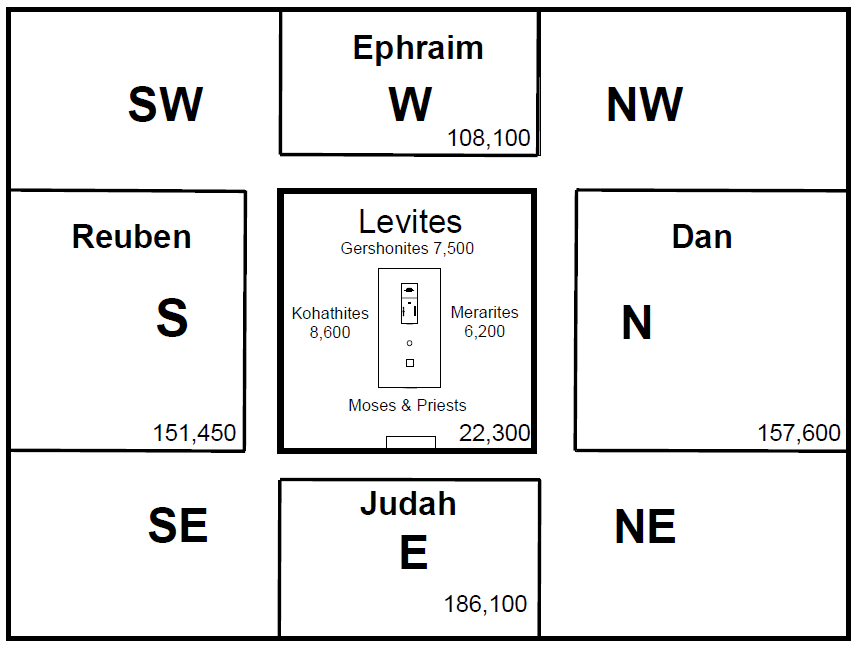 Ephraim
SW
W
NW
108,100
Reuben
S
151,450
Levites
Gershonites 7,500
Kohathites
8,600
Merarites
6,200
Moses & Priests
22,300
Dan
N
157,600
SE
Judah
E
186,100
NE